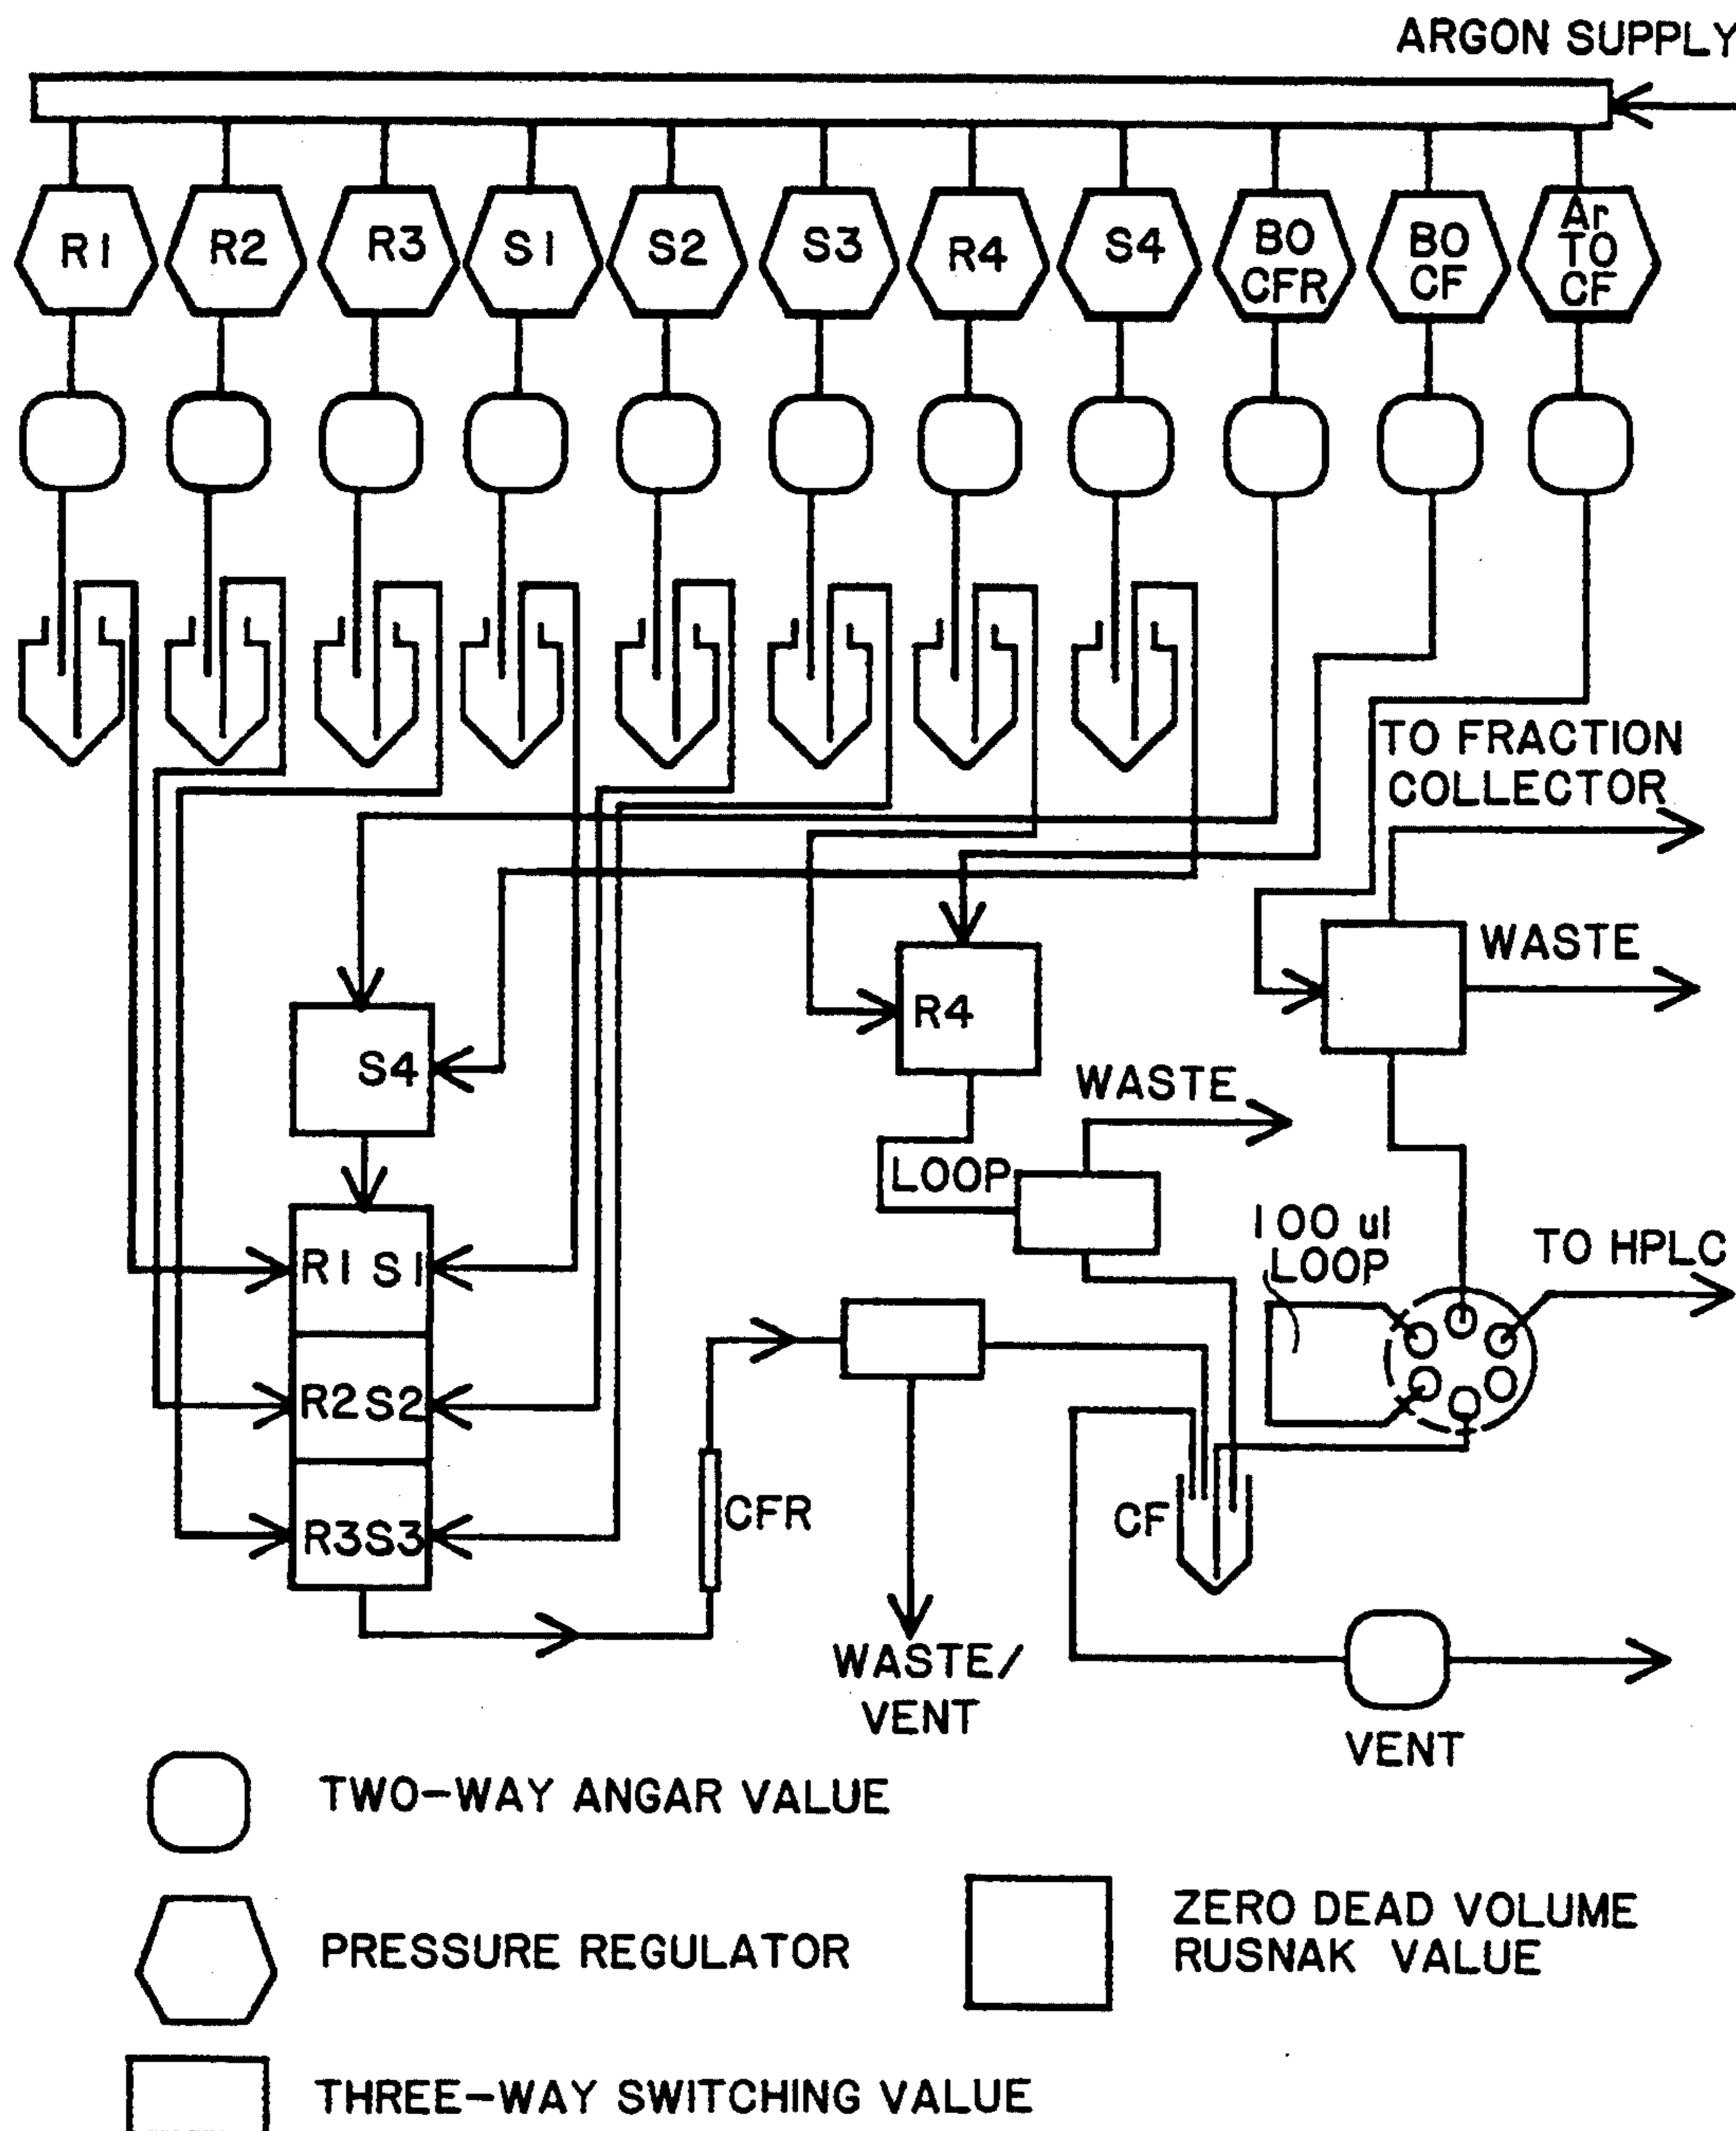 ARGON SUPPLY
R1
R2
R3
S1
S2
S3
R4
S4
BO
CFR
BO
CF
Ar
TO
CF
TO FRACTION
COLLECTOR
WASTE
R4
S4
WASTE
LOOP
100 ul
LOOP
TO HPLC
R1 S1
R2 S2
R3 S3
CFR
CF
WASTE/
VENT
VENT
TWO-WAY ANGAR VALUE
PRESSURE REGULATOR
ZERO DEAD VOLUME
RUSNAK VALUE
THREE-WAY SWITCHING VALUE